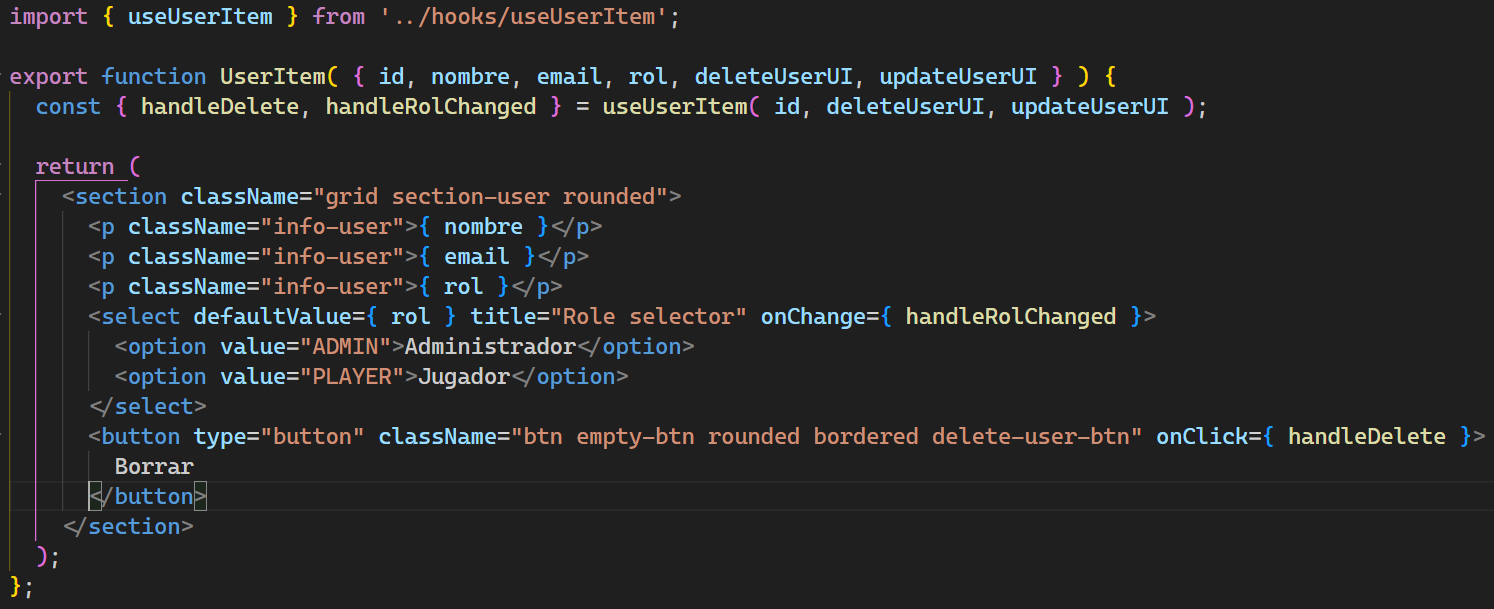 import { useUserItem } from '../hooks/useUserItem';
export function UserItem( { id, nombre, email, rol, deleteUserUI, updateUserUI } ) {
const { handleDelete, handleRolChanged } = useUserItem( id, deleteUserUI, updateUserUI );
return (
<section className="grid section-user rounded">
<p className="info-user">{ nombre }</p>
<p className="info-user">{ email }</p>
<p className="info-user">{ rol }</p>
<select defaultValue={ rol } title="Role selector" onChange={ handleRolChanged }>
<option value="ADMIN">Administrador</option>
<option value="PLAYER">Jugador</option>
</select>
<button type="button" className="btn empty-btn rounded bordered delete-user-btn" onClick={ handleDelete }>
Borrar
</button>
</section>
);
};